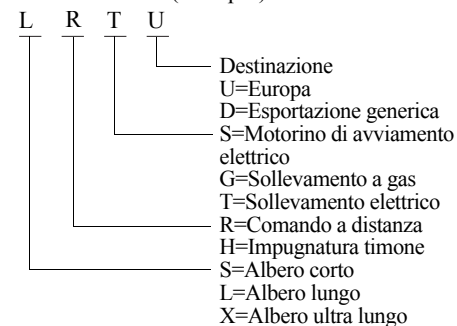 L R T U
Destinazione
U=Europa
D=Esportazione generica
S=Motorino di avviamento
elettrico
G=Sollevamento a gas
T=Sollevamento elettrico
R=Comando a distanza
H=Impugnatura timone
S=Albero corto
L=Albero lungo
X=Albero ultra lungo